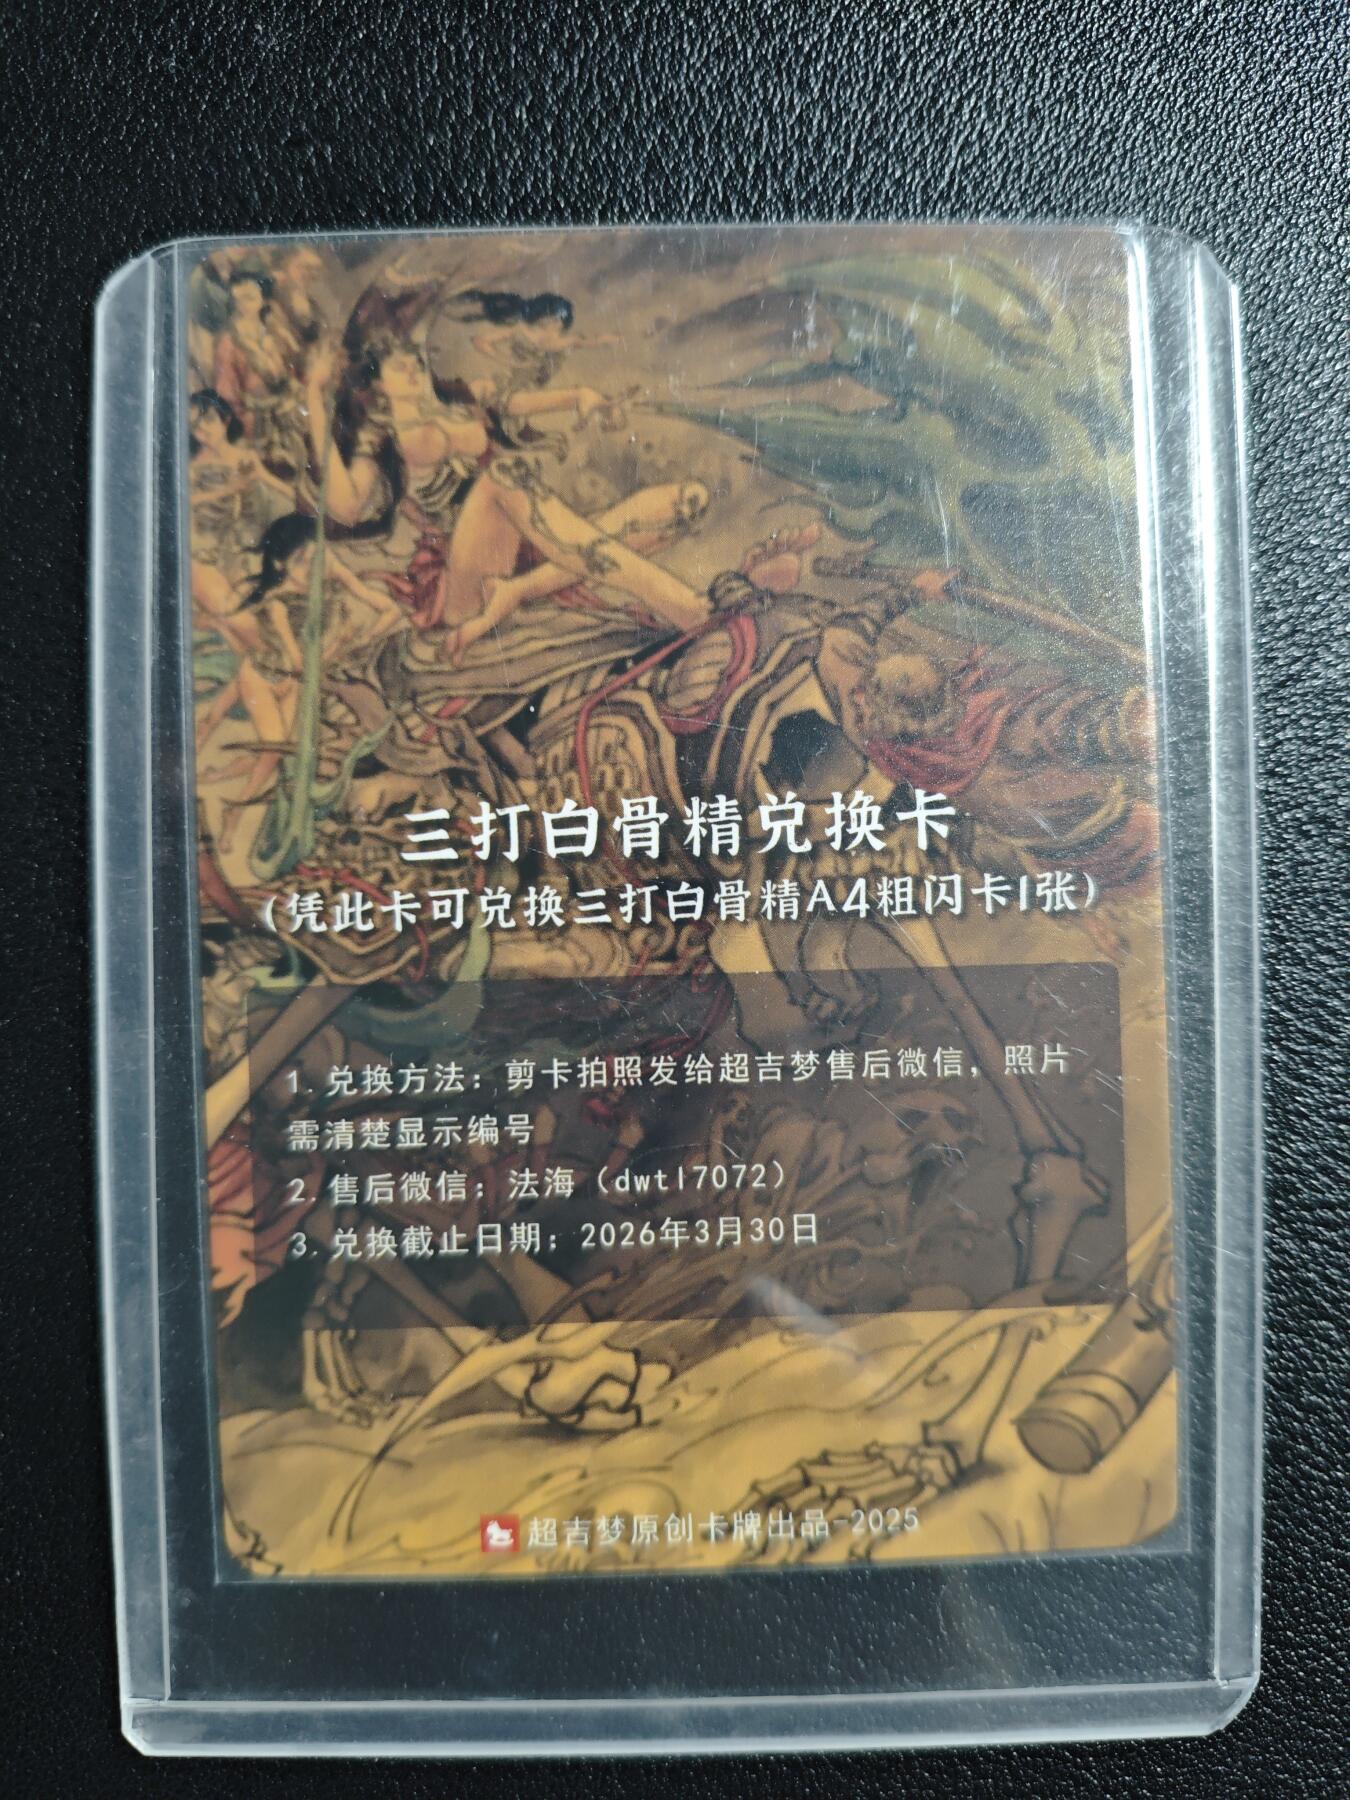 三打白骨精兑换卡
(凭此卡可兑换三打白骨精A4粗闪卡1张)
1.兑换方法：剪卡拍照发给超吉梦售后微信，照片
需清楚显示编号
2.售后微信：法海（dwtl7072）
3.兑换截止日期：2026年3月30日
超吉梦原创卡牌出品-2025